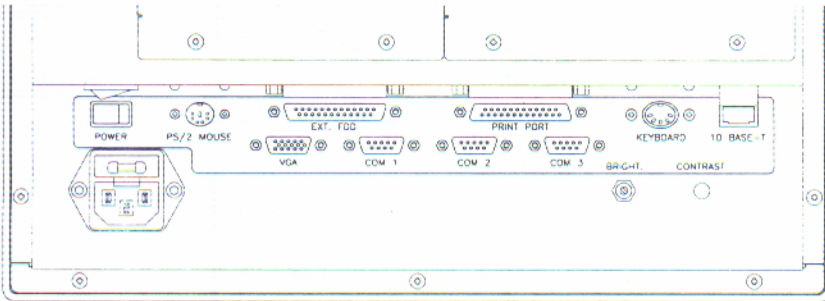 EXT. FDD
PRINT PORT
POWER
PS/2 MOUSE
KEYBOARD
10 BASE-T
VGA
COM 1
COM 2
COM 3
BRIGHT.
CONTRAST